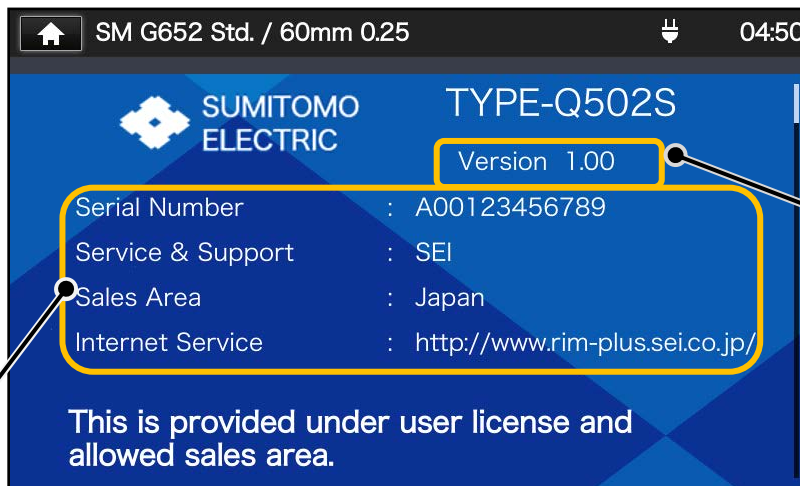 SM G652 Std. / 60mm 0.25
04:50
SUMITOMO
ELECTRIC
TYPE-Q502S
Version 1.00
Serial Number : A00123456789
Service & Support : SEI
Sales Area : Japan
Internet Service : http://www.rim-plus.sei.co.jp/
This is provided under user license and
allowed sales area.